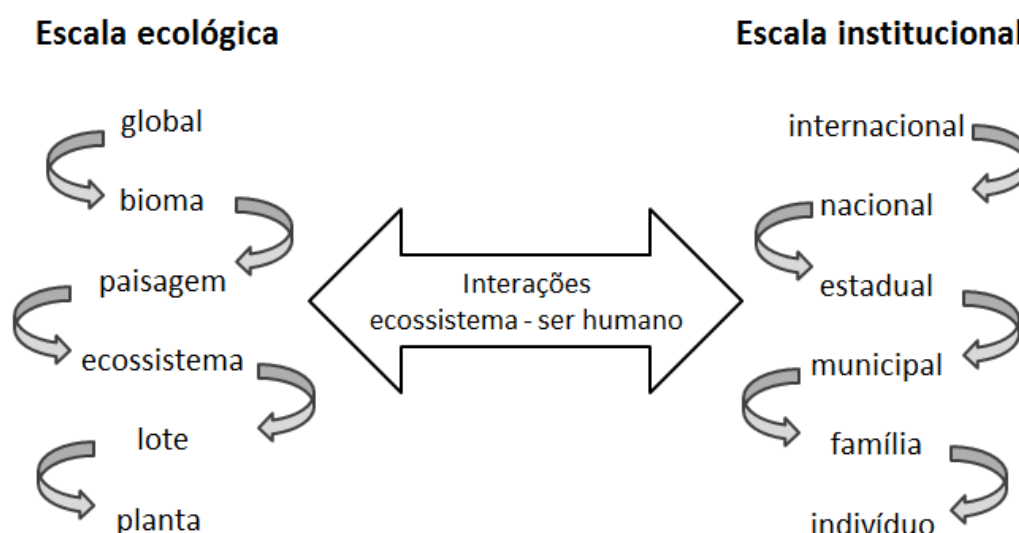 Escala ecológica
global
bioma
paisagem
ecossistema
lote
planta
Interações
ecossistema - ser humano
Escala institucional
internacional
nacional
estadual
municipal
família
indivíduo